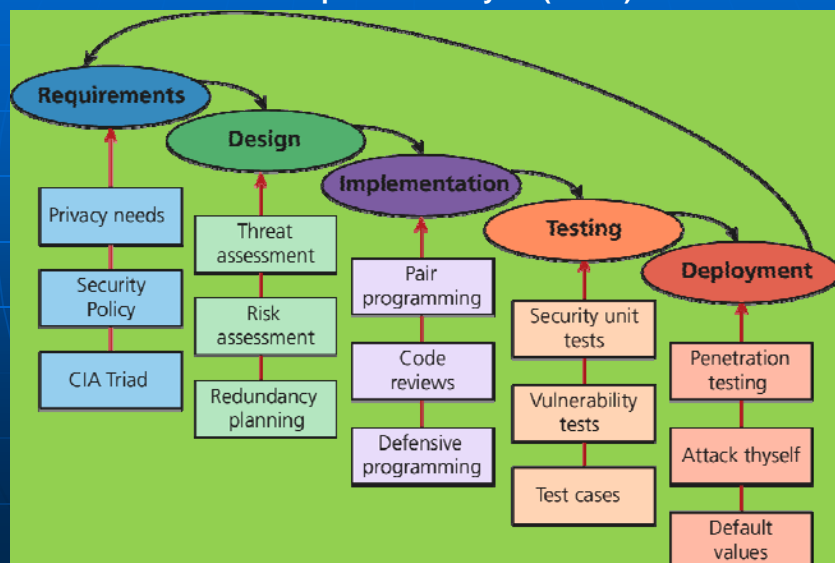 Requirements
Design
Implementation
Testing
Deployment
Privacy needs
Security
Policy
CIA Triad
Threat
assessment
Risk
assessment
Redundancy
planning
Pair
programming
Code
reviews
Defensive
programming
Security unit
tests
Vulnerability
tests
Test cases
Penetration
testing
Attack thyself
Default
values